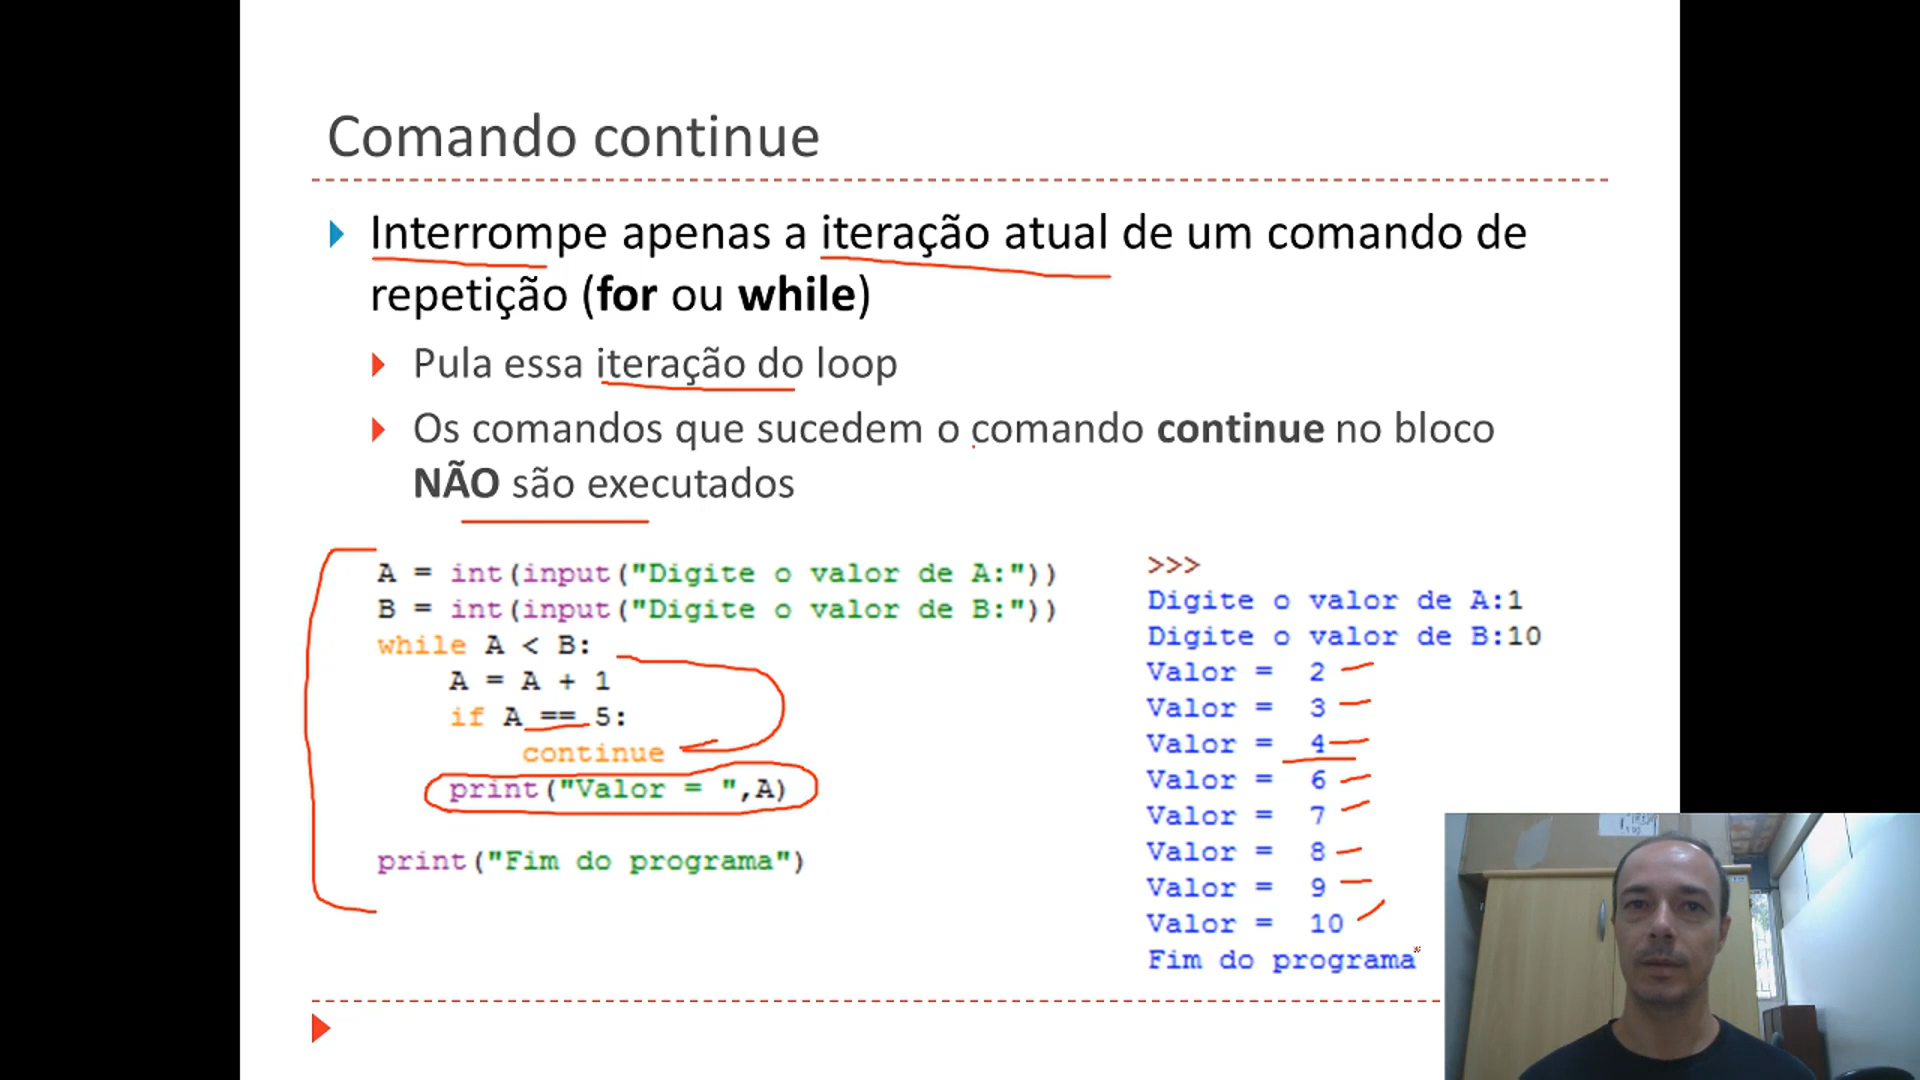 Comando continue
Interrompe apenas a iteração atual de um comando de
repetição (for ou while)
Pula essa iteração do loop
Os comandos que sucedem o comando continue no bloco
NÃO são executados
A = int(input("Digite o valor de A:"))
B = int(input("Digite o valor de B:"))
while A < B:
    A = A + 1
    if A == 5:
        continue
    print("Valor = ",A)
print("Fim do programa")
>>>
Digite o valor de A:1
Digite o valor de B:10
Valor =  2
Valor =  3
Valor =  4
Valor =  6
Valor =  7
Valor =  8
Valor =  9
Valor =  10
Fim do programa